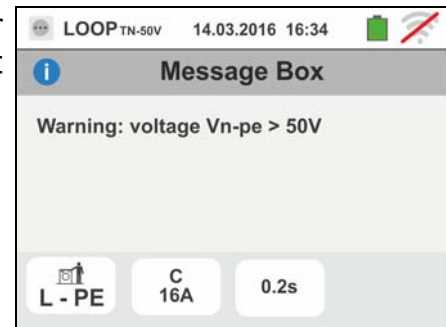 LOOP TN-50V 14.03.2016 16:34
Message Box
Warning: voltage Vn-pe > 50V
L - PE
C
16A
0.2s